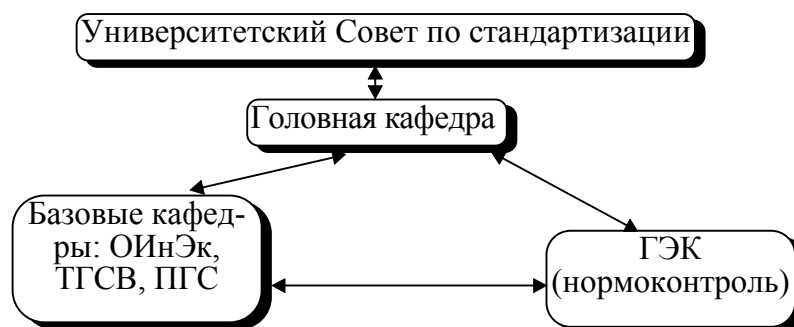 Университетский Совет по стандартизации
Головная кафедра
Базовые кафед-
ры: ОИнЭк,
ТГСВ, ПГС
ГЭК
(нормоконтроль)